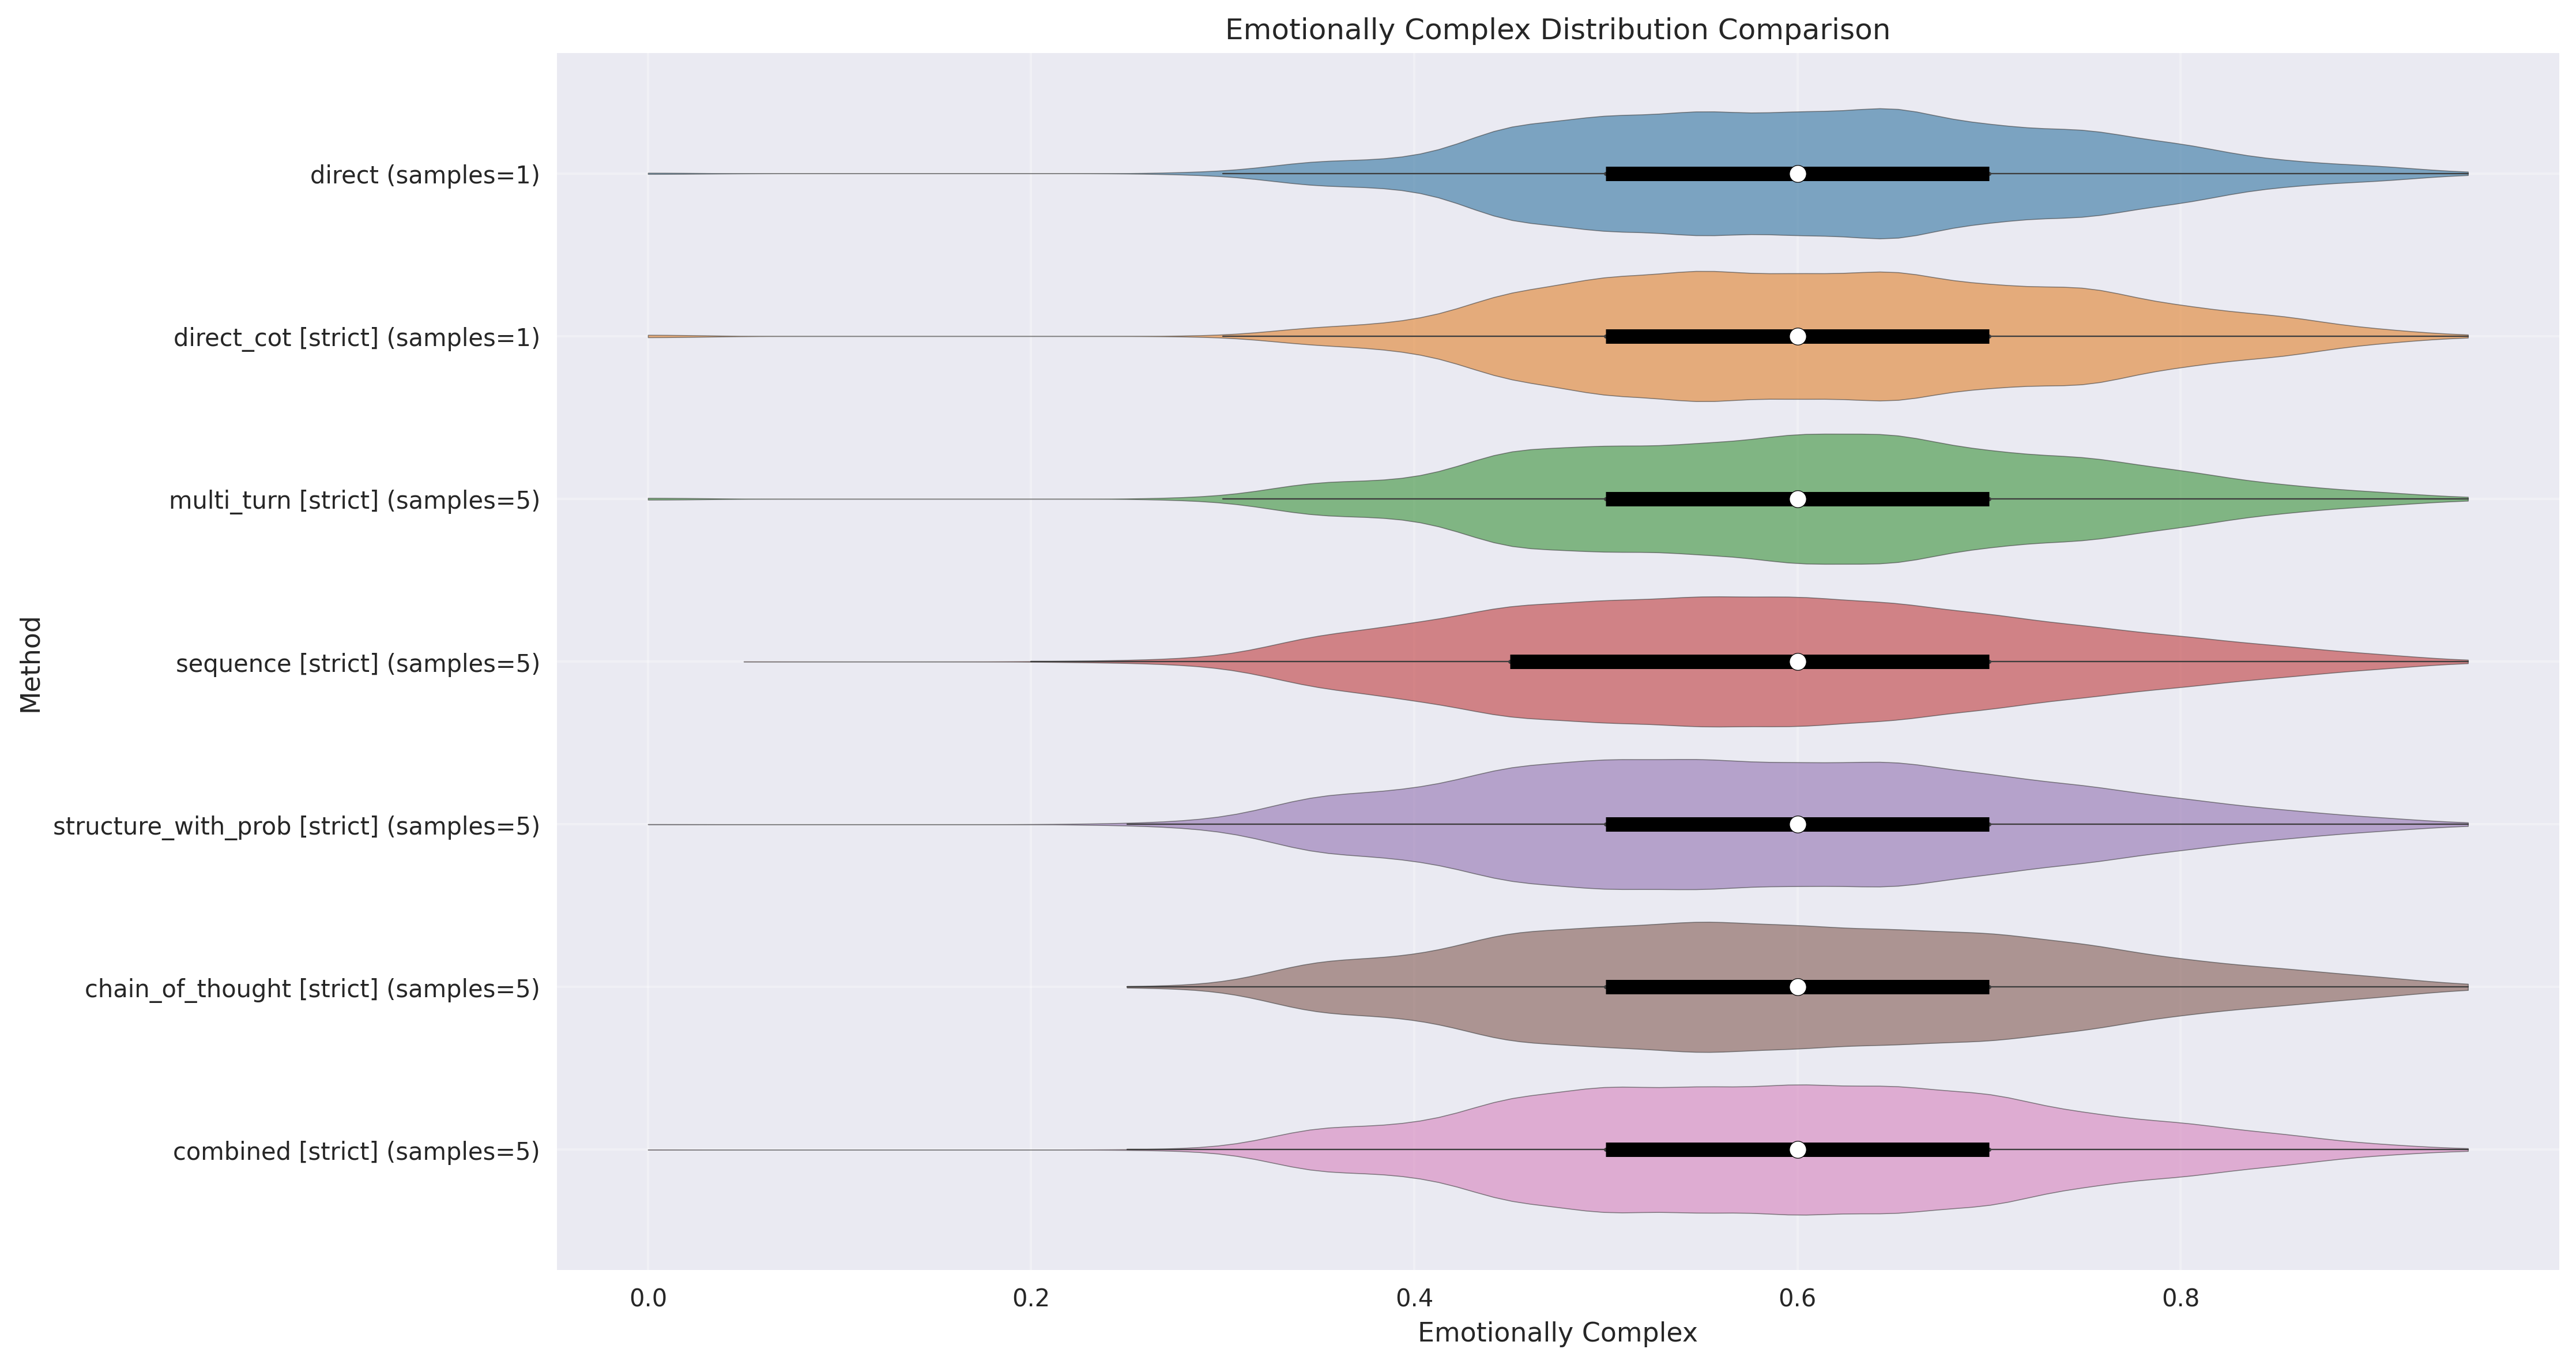 Emotionally Complex Distribution Comparison
direct (samples=1)
direct_cot [strict] (samples=1)
multi_turn [strict] (samples=5)
sequence [strict] (samples=5)
structure_with_prob [strict] (samples=5)
chain_of_thought [strict] (samples=5)
combined [strict] (samples=5)
Method
0.0 0.2 0.4 0.6 0.8
Emotionally Complex